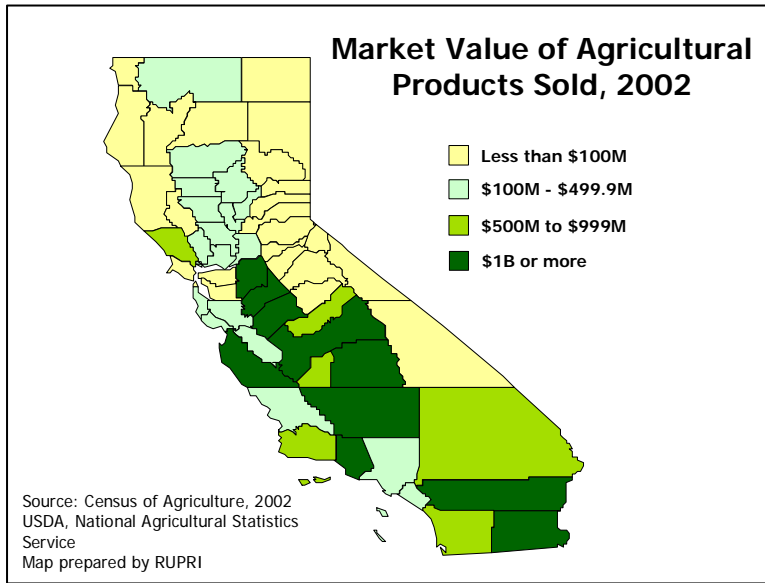 Market Value of Agricultural
Products Sold, 2002
Less than $100M
$100M - $499.9M
$500M to $999M
$1B or more
Source: Census of Agriculture, 2002
USDA, National Agricultural Statistics
Service
Map prepared by RUPRI